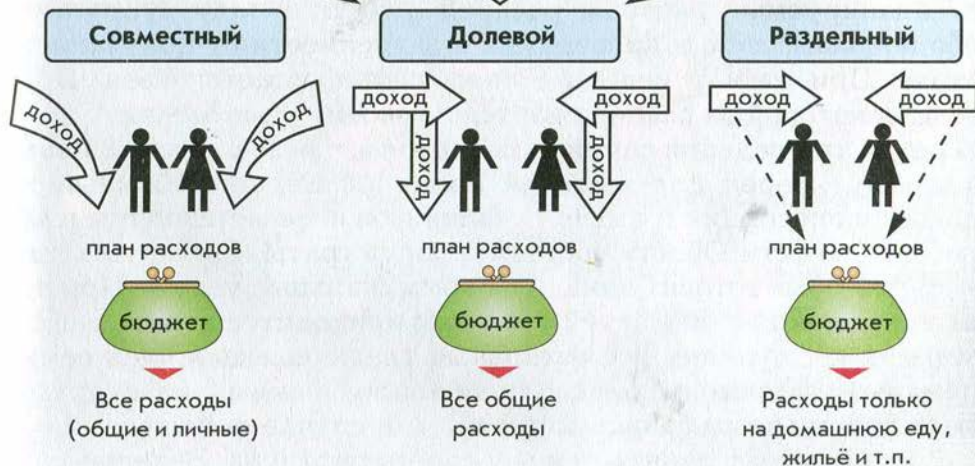 Совместный
доход
доход
план расходов
бюджет
Все расходы
(общие и личные)
Долевой
доход
доход
доход
доход
план расходов
бюджет
Все общие
расходы
Раздельный
доход
доход
план расходов
бюджет
Расходы только
на домашнюю еду,
жильё и т.п.